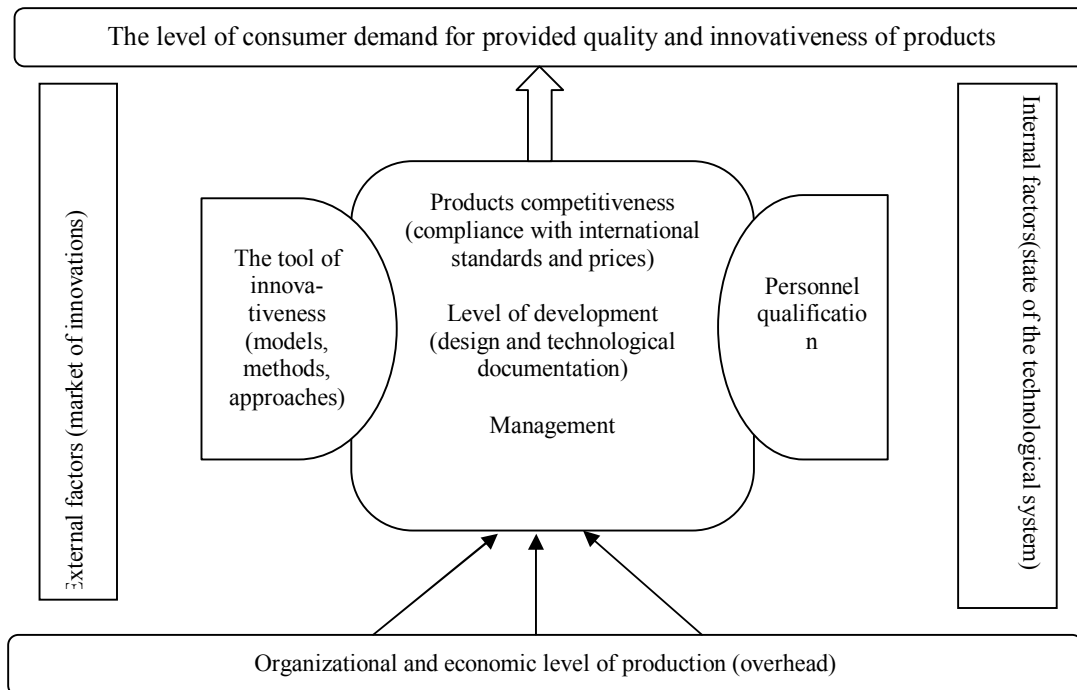 The level of consumer demand for provided quality and innovativeness of products
External factors (market of innovations)
The tool of
innova-
tiveness
(models,
methods,
approaches)
Products competitiveness
(compliance with international
standards and prices)
Level of development
(design and technological
documentation)
Management
Personnel
qualificatio
n
Internal factors(state of the technological system)
Organizational and economic level of production (overhead)